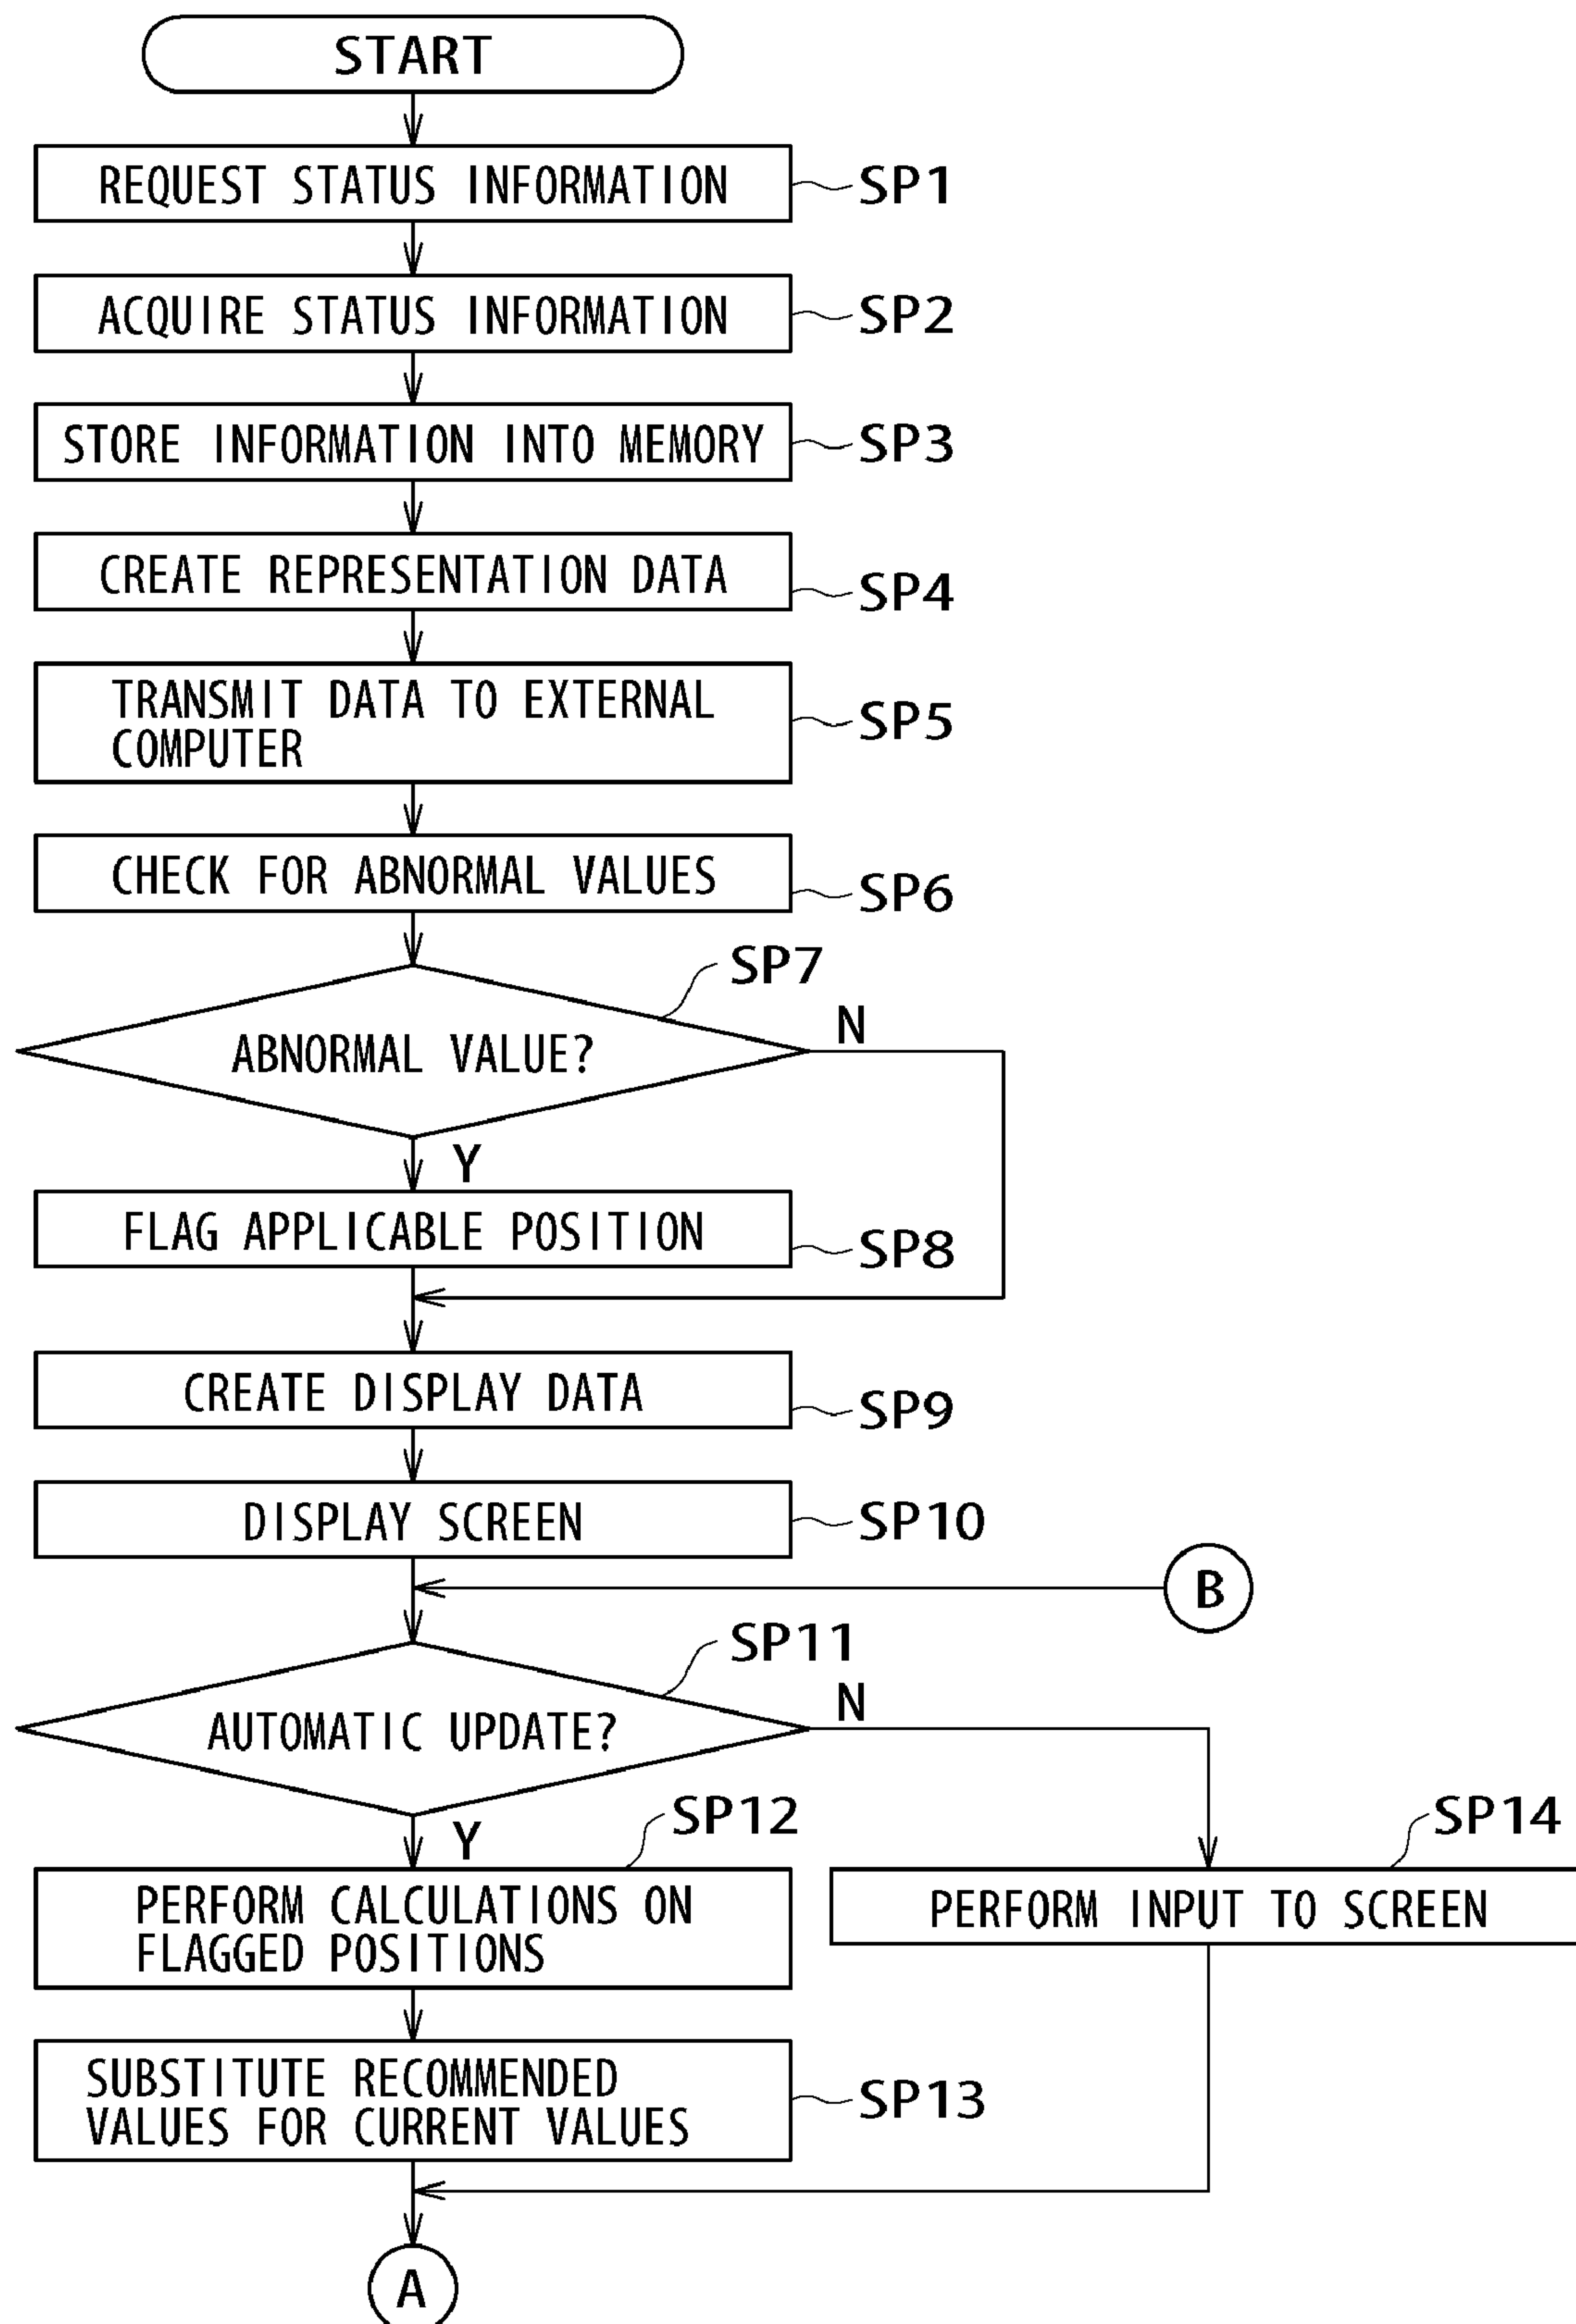 START
REQUEST STATUS INFORMATION
SP1
ACQUIRE STATUS INFORMATION
SP2
STORE INFORMATION INTO MEMORY
SP3
CREATE REPRESENTATION DATA
SP4
TRANSMIT DATA TO EXTERNAL
COMPUTER
SP5
CHECK FOR ABNORMAL VALUES
SP6
SP7
ABNORMAL VALUE?
N
Y
FLAG APPLICABLE POSITION
SP8
CREATE DISPLAY DATA
SP9
DISPLAY SCREEN
SP10
B
SP11
AUTOMATIC UPDATE?
N
Y
SP12
PERFORM CALCULATIONS ON
FLAGGED POSITIONS
SP14
PERFORM INPUT TO SCREEN
SUBSTITUTE RECOMMENDED
VALUES FOR CURRENT VALUES
SP13
A